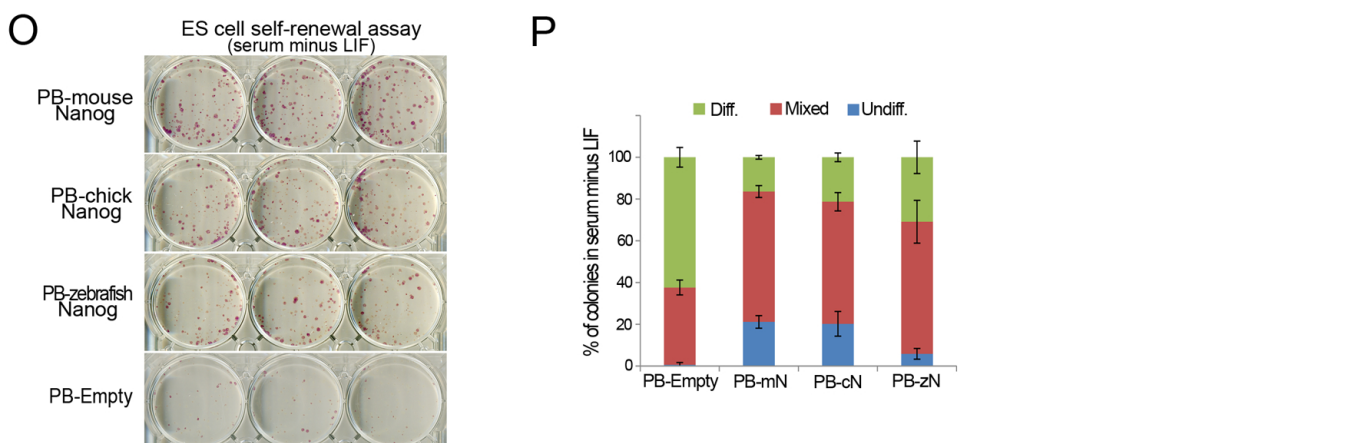 O
ES cell self-renewal assay
(serum minus LIF)
PB-mouse
Nanog
PB-chick
Nanog
PB-zebrafish
Nanog
PB-Empty
P
Diff.
Mixed
Undiff.
% of colonies in serum minus LIF
100
80
60
40
20
0
PB-Empty
PB-mN
PB-cN
PB-zN